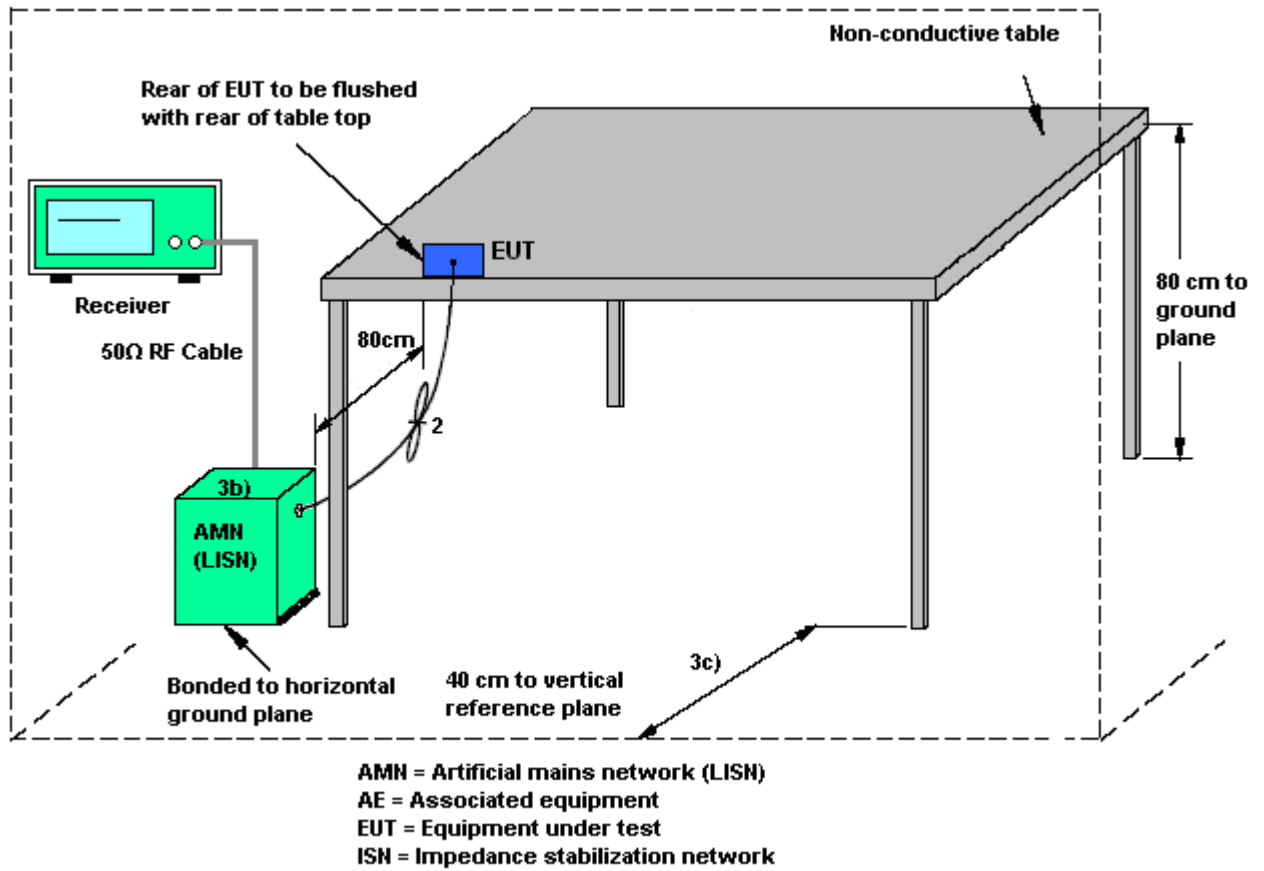 Non-conductive table
Rear of EUT to be flushed
with rear of table top
EUT
Receiver
80 cm to
ground
plane
80cm
50Ω RF Cable
2
3b)
AMN
(LISN)
3c)
Bonded to horizontal
ground plane
40 cm to vertical
reference plane
AMN = Artificial mains network (LISN)
AE = Associated equipment
EUT = Equipment under test
ISN = Impedance stabilization network